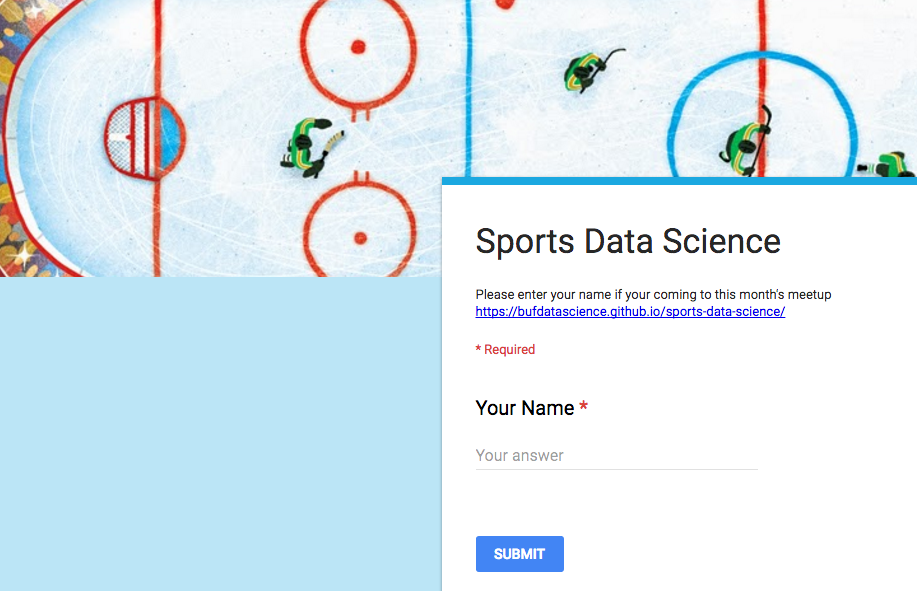 Sports Data Science
Please enter your name if your coming to this month's meetup
https://bufdatascience.github.io/sports-data-science/
* Required
Your Name *
Your answer
SUBMIT